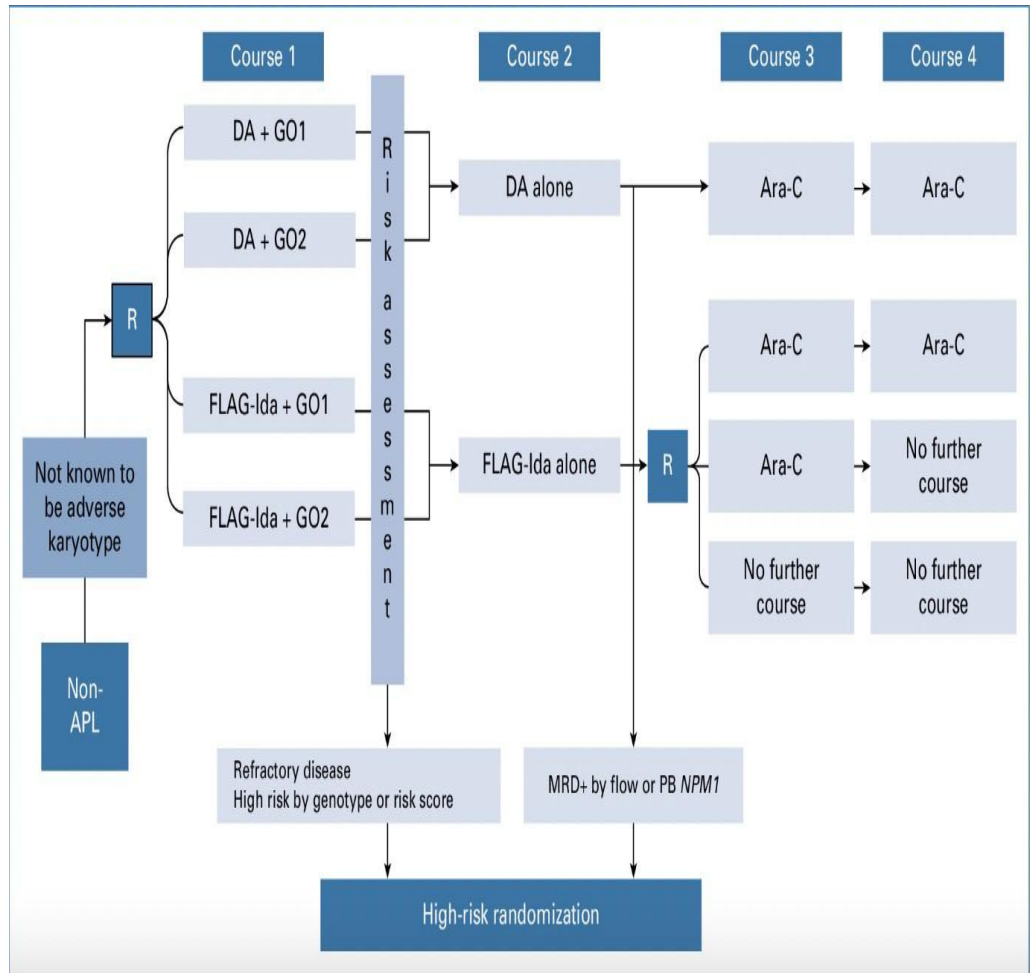 Course 1
Course 2
Course 3
Course 4
DA + GO1
DA + GO2
FLAG-Ida + GO1
FLAG-Ida + GO2
R
Not known to
be adverse
karyotype
Non-
APL
Risk assessment
DA alone
FLAG-Ida alone
R
Ara-C
Ara-C
Ara-C
Ara-C
Ara-C
No further
course
No further
course
No further
course
Refractory disease
High risk by genotype or risk score
MRD+ by flow or PB NPM1
High-risk randomization